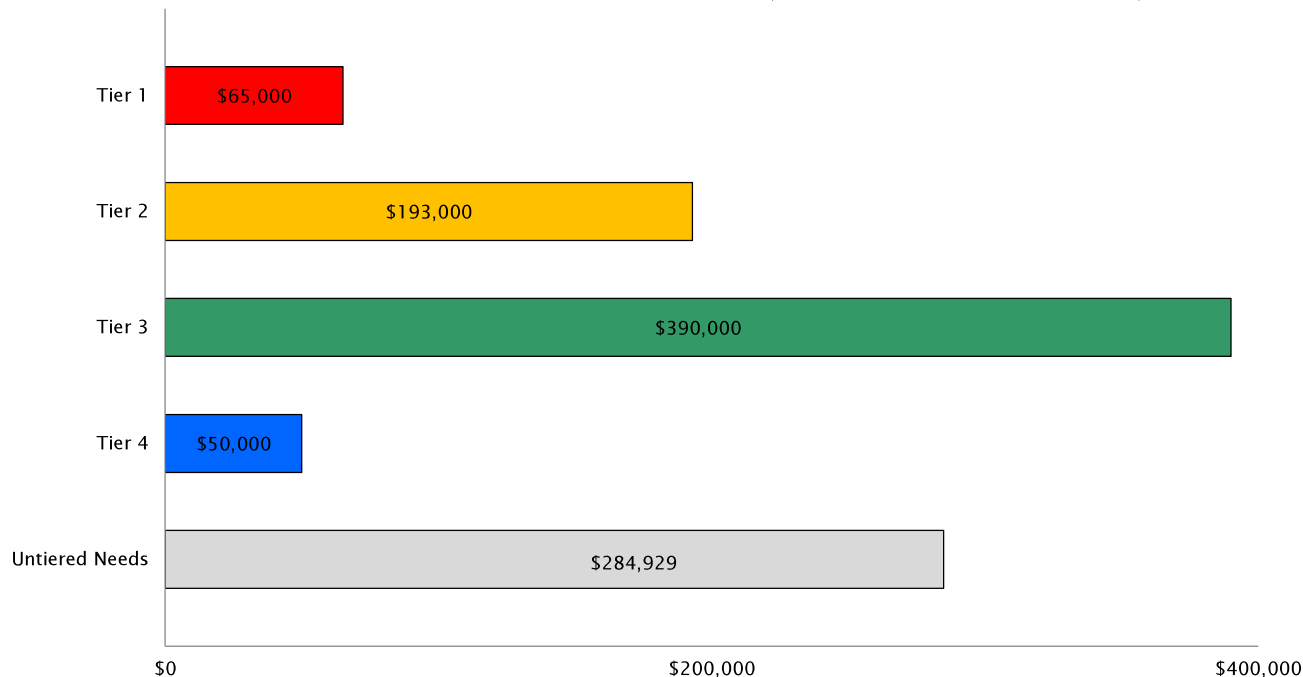 Tier 1
$65,000
Tier 2
$193,000
Tier 3
$390,000
Tier 4
$50,000
Untiered Needs
$284,929
$0
$200,000
$400,000